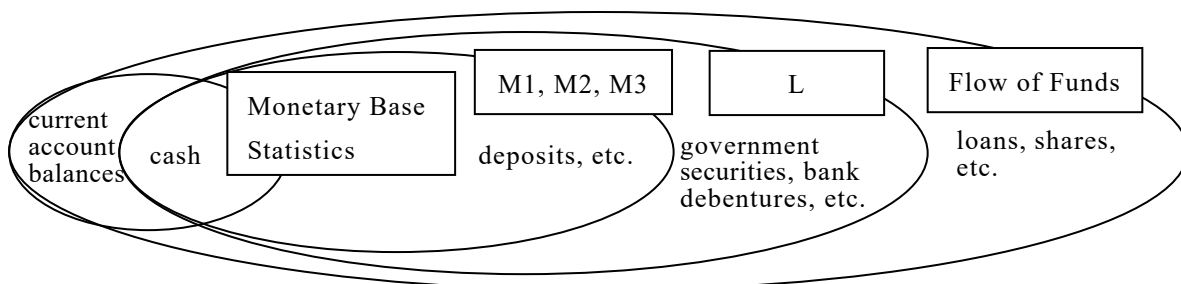 current
account
balances
cash
Monetary Base
Statistics
M1, M2, M3
deposits, etc.
L
government
securities, bank
debentures, etc.
Flow of Funds
loans, shares,
etc.